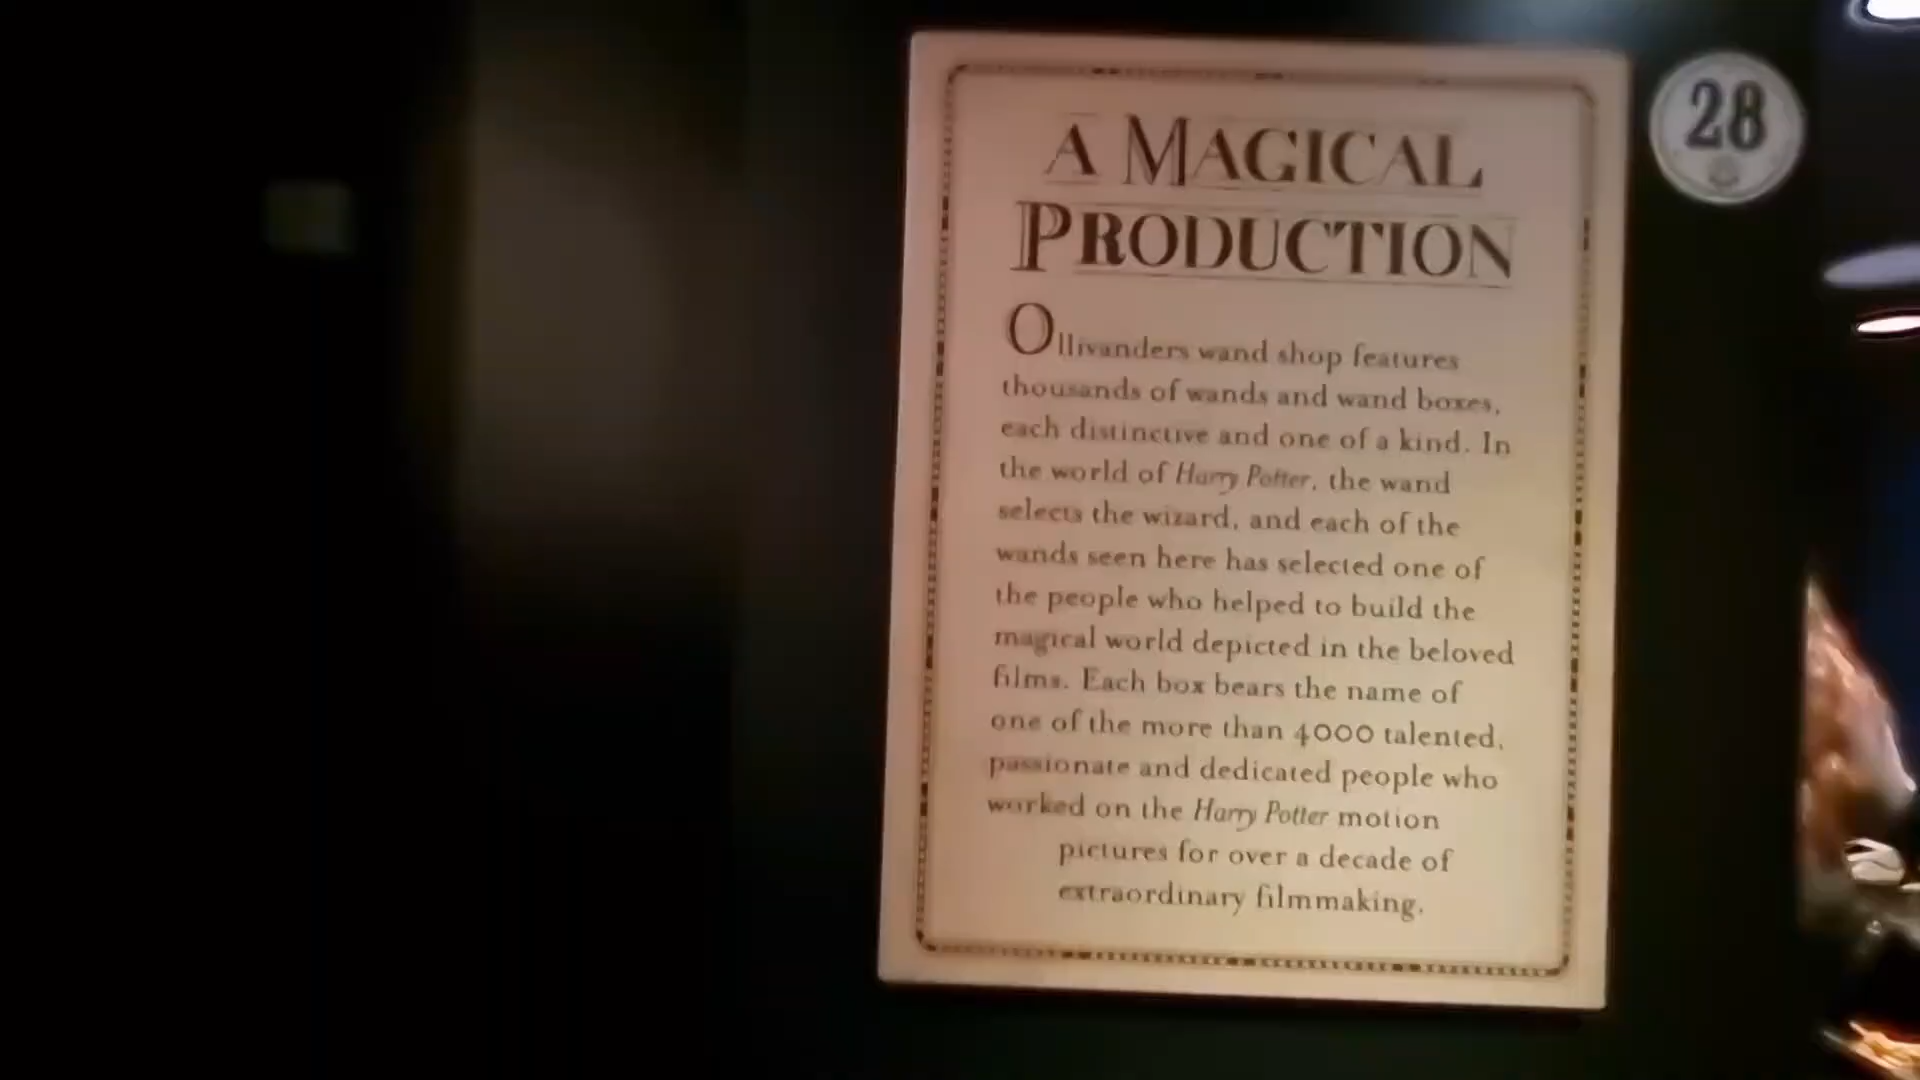 A MAGICAL
PRODUCTION
Ollivanders wand shop features
thousands of wands and wand boxes,
each distinctive and one of a kind. In
the world of Harry Potter, the wand
selects the wizard, and each of the
wands seen here has selected one of
the people who helped to build the
magical world depicted in the beloved
films. Each box bears the name of
one of the more than 4000 talented,
passionate and dedicated people who
worked on the Harry Potter motion
pictures for over a decade of
extraordinary filmmaking.
28